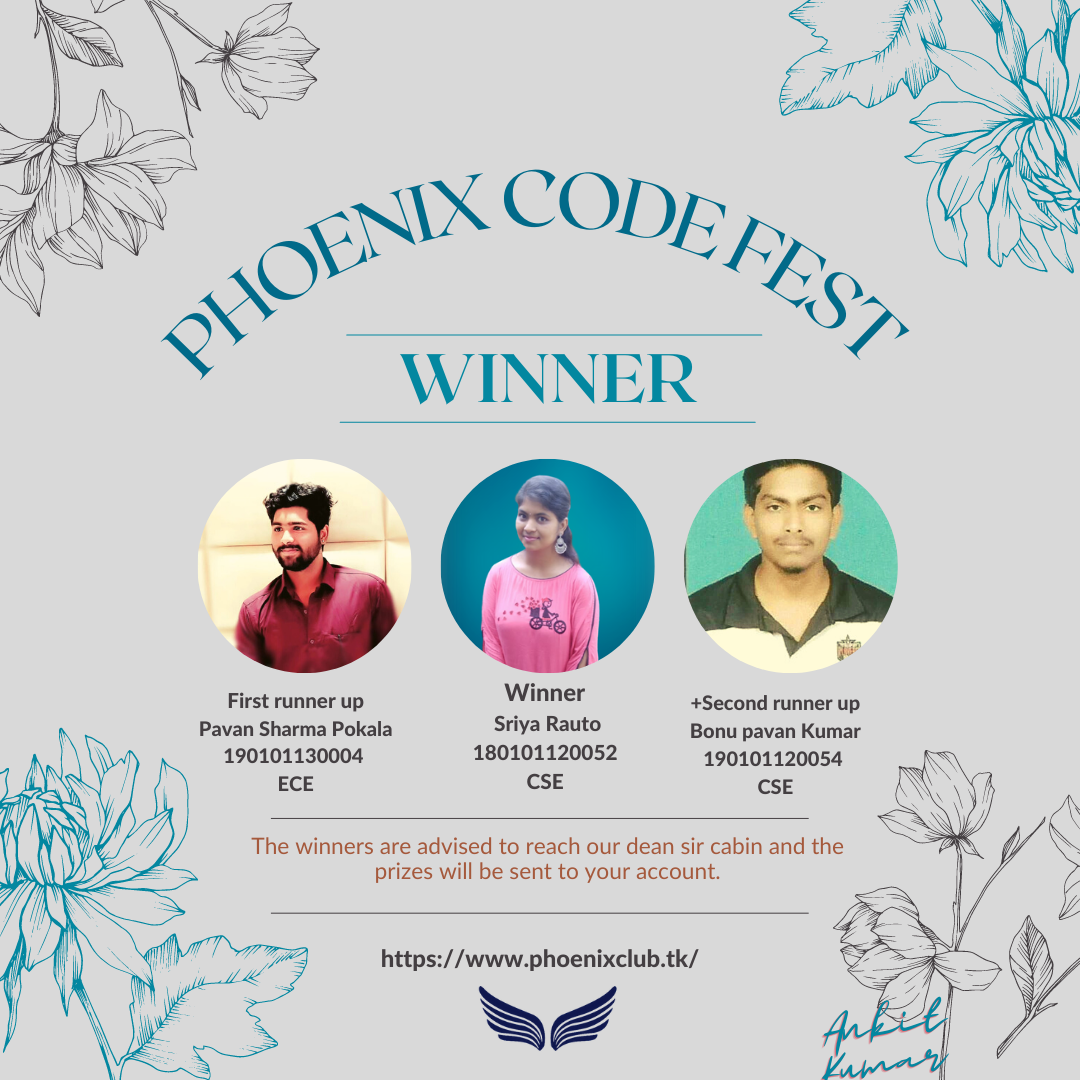 PHOENIX CODE FEST
WINNER
First runner up
Pavan Sharma Pokala
190101130004
ECE
Winner
Sriya Rauto
180101120052
CSE
+Second runner up
Bonu pavan Kumar
190101120054
CSE
The winners are advised to reach our dean sir cabin and the
prizes will be sent to your account.
https://www.phoenixclub.tk/
Ankit
Kumar